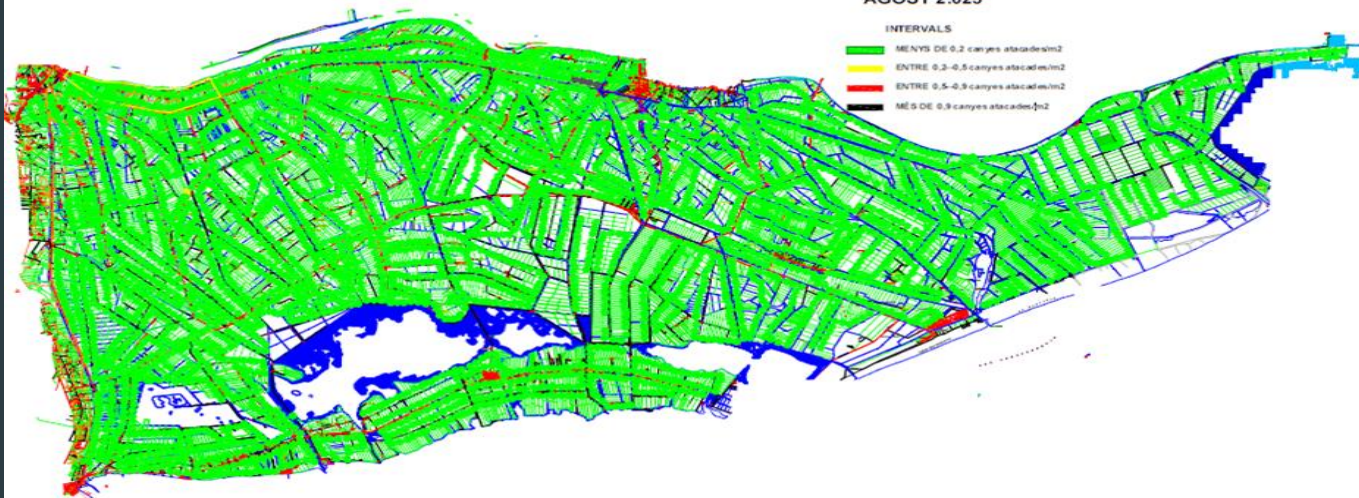 AGOST 2.023
INTERVALS
MENYS DE 0,2 canyes atacades/m2
ENTRE 0,2-0,5 canyes atacades/m2
ENTRE 0,5-0,9 canyes atacades/m2
MÉS DE 0,9 canyes atacades/m2